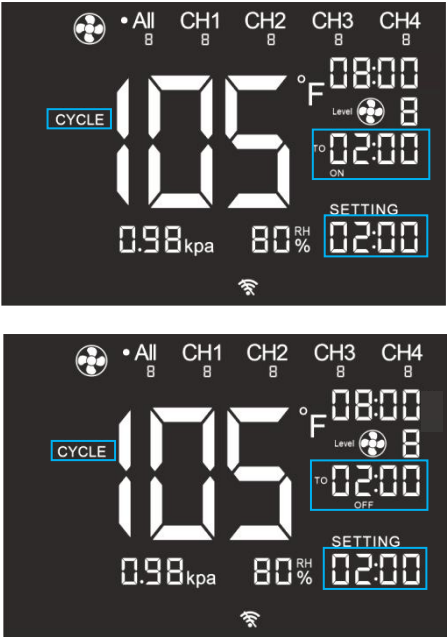 • All CH1 CH2 CH3 CH4
8 8 8 8 8
08:00
°F
Level 8
CYCLE
105
TO 02:00
ON
SETTING
0.98kpa 80 RH % 02:00
• All CH1 CH2 CH3 CH4
8 8 8 8 8
08:00
°F
Level 8
CYCLE
105
TO 02:00
OFF
SETTING
0.98kpa 80 RH % 02:00